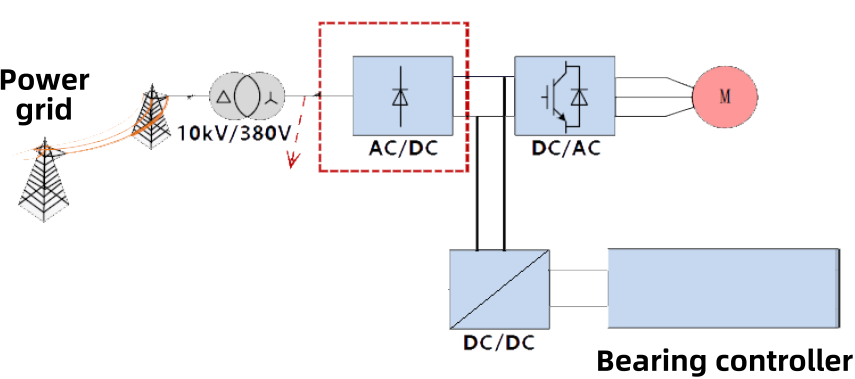 Power
grid
10kV/380V
AC/DC
DC/AC
M
DC/DC
Bearing controller